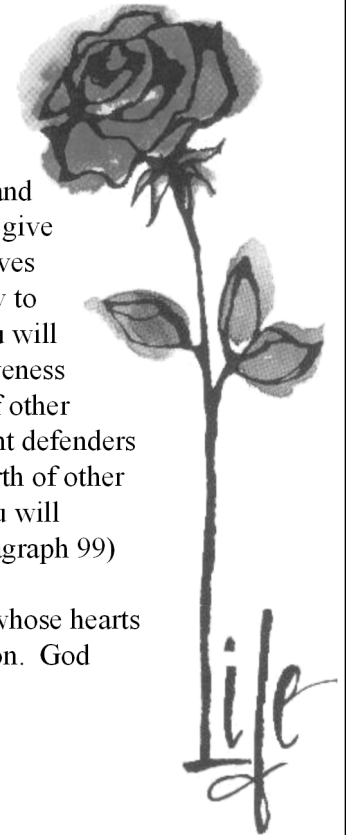 and
give
ves
to
will
veness
other
nt defenders
rth of other
u will
agraph 99)
whose hearts
on. God
Life